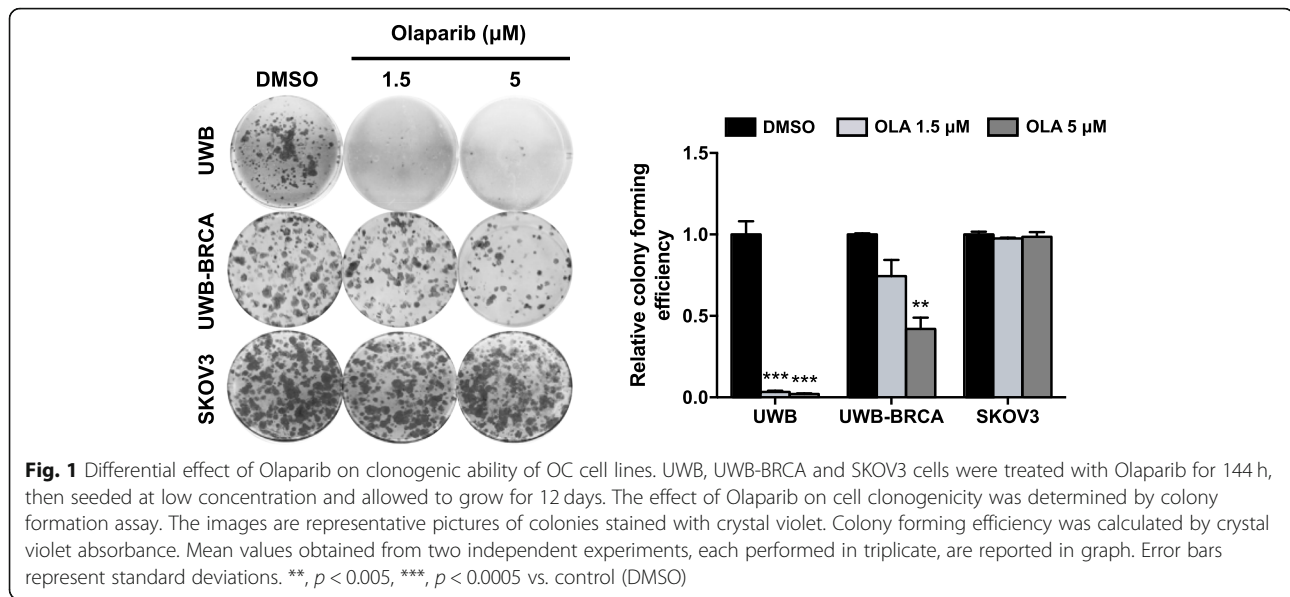 Olaparib (µM)
DMSO 1.5 5
UWB
UWB-BRCA
SKOV3
DMSO OLA 1.5 µM OLA 5 µM
Relative colony forming
efficiency
1.5
1.0
0.5
0.0
*** ***
**
UWB UWB-BRCA SKOV3
Fig. 1 Differential effect of Olaparib on clonogenic ability of OC cell lines. UWB, UWB-BRCA and SKOV3 cells were treated with Olaparib for 144 h,
then seeded at low concentration and allowed to grow for 12 days. The effect of Olaparib on cell clonogenicity was determined by colony
formation assay. The images are representative pictures of colonies stained with crystal violet. Colony forming efficiency was calculated by crystal
violet absorbance. Mean values obtained from two independent experiments, each performed in triplicate, are reported in graph. Error bars
represent standard deviations. **, p < 0.005, ***, p < 0.0005 vs. control (DMSO)